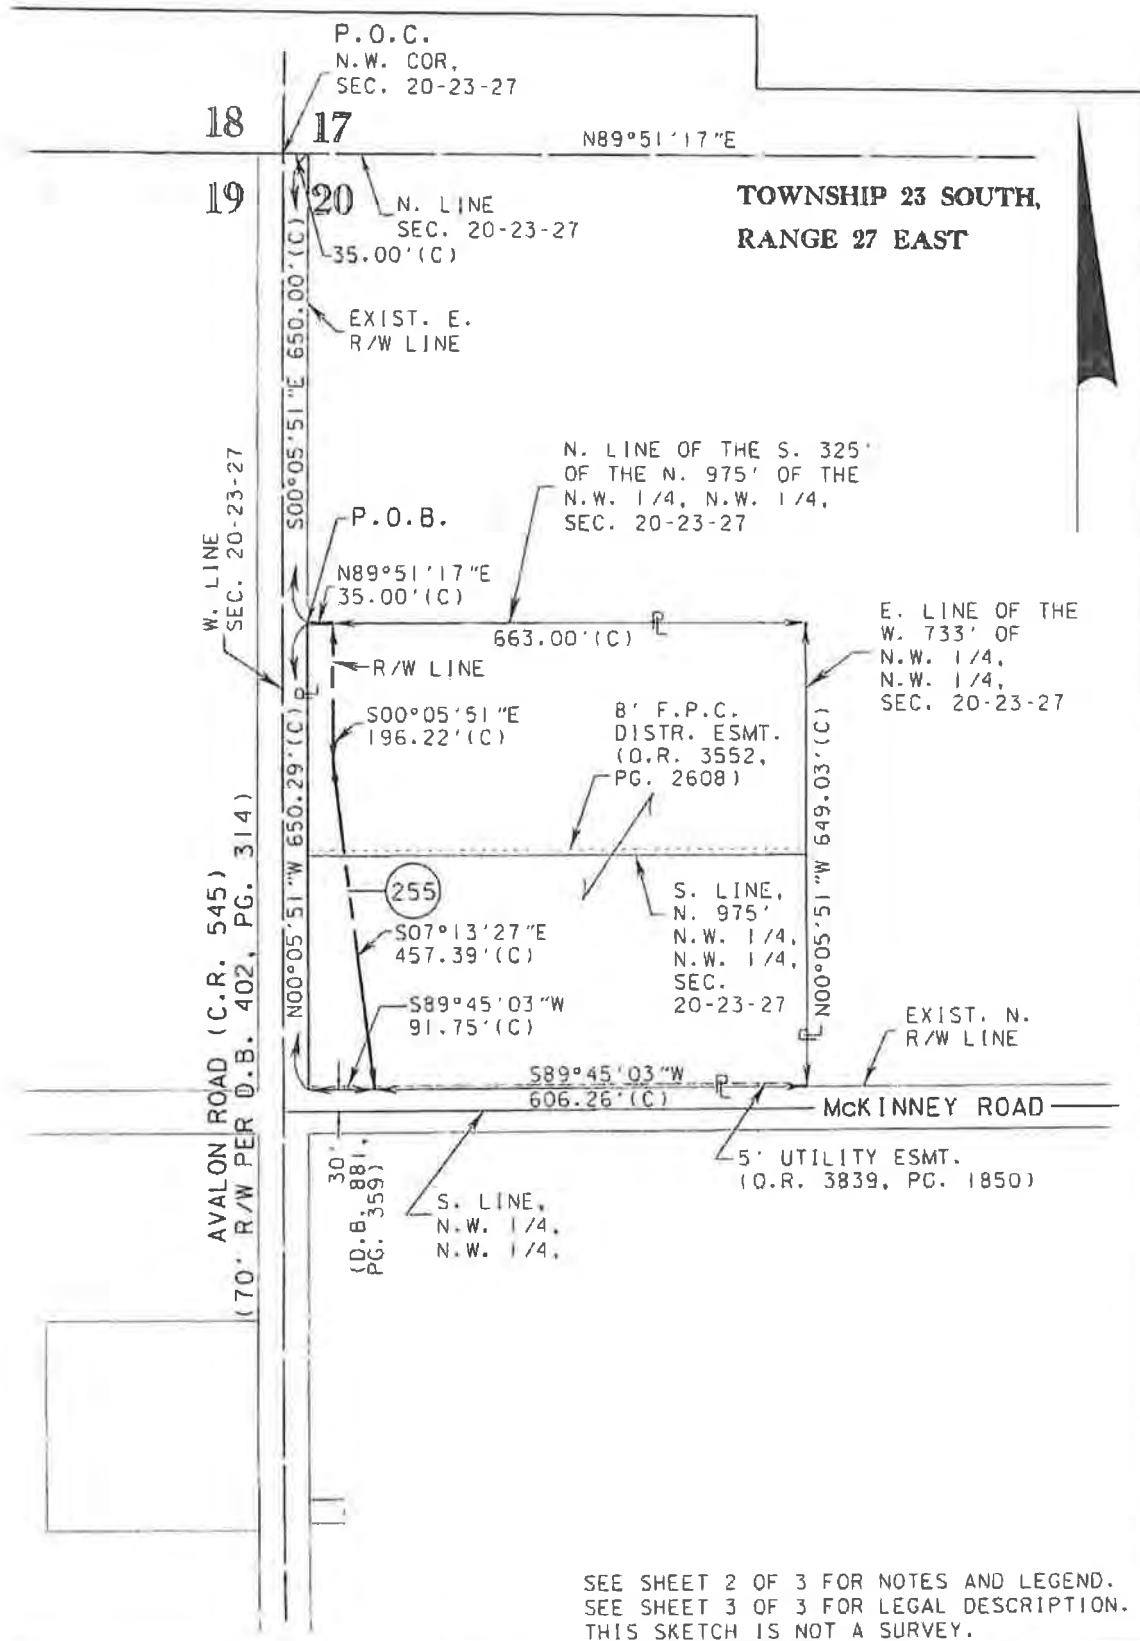 P.O.C.
N.W. COR,
SEC. 20-23-27
18
17
N89°51'17"E
19
20
N. LINE
SEC. 20-23-27
35.00'(C)
TOWNSHIP 23 SOUTH,
RANGE 27 EAST
S00°05'51"E 650.00'(C)
EXIST. E.
R/W LINE
N. LINE OF THE S. 325'
OF THE N. 975' OF THE
N.W. 1/4, N.W. 1/4,
SEC. 20-23-27
W. LINE
SEC. 20-23-27
P.O.B.
N89°51'17"E
35.00'(C)
663.00'(C)
PL
E. LINE OF THE
W. 733' OF
N.W. 1/4,
N.W. 1/4,
SEC. 20-23-27
R/W LINE
PL
S00°05'51"E
196.22'(C)
8' F.P.C.
DISTR. ESMT.
(O.R. 3552,
PG. 2608)
N00°05'51"W 650.29'(C)
N00°05'51"W 649.03'(C)
255
S07°13'27"E
457.39'(C)
S. LINE,
N. 975'
N.W. 1/4,
N.W. 1/4,
SEC.
20-23-27
S89°45'03"W
91.75'(C)
PL
EXIST. N.
R/W LINE
S89°45'03"W
PL
606.26'(C)
McKINNEY ROAD
AVALON ROAD (C.R. 545)
(70' R/W PER D.B. 402, PG. 314)
30'
(D.B. 881,
PG. 359)
S. LINE,
N.W. 1/4,
N.W. 1/4,
5' UTILITY ESMT.
(O.R. 3839, PG. 1850)
SEE SHEET 2 OF 3 FOR NOTES AND LEGEND.
SEE SHEET 3 OF 3 FOR LEGAL DESCRIPTION.
THIS SKETCH IS NOT A SURVEY.